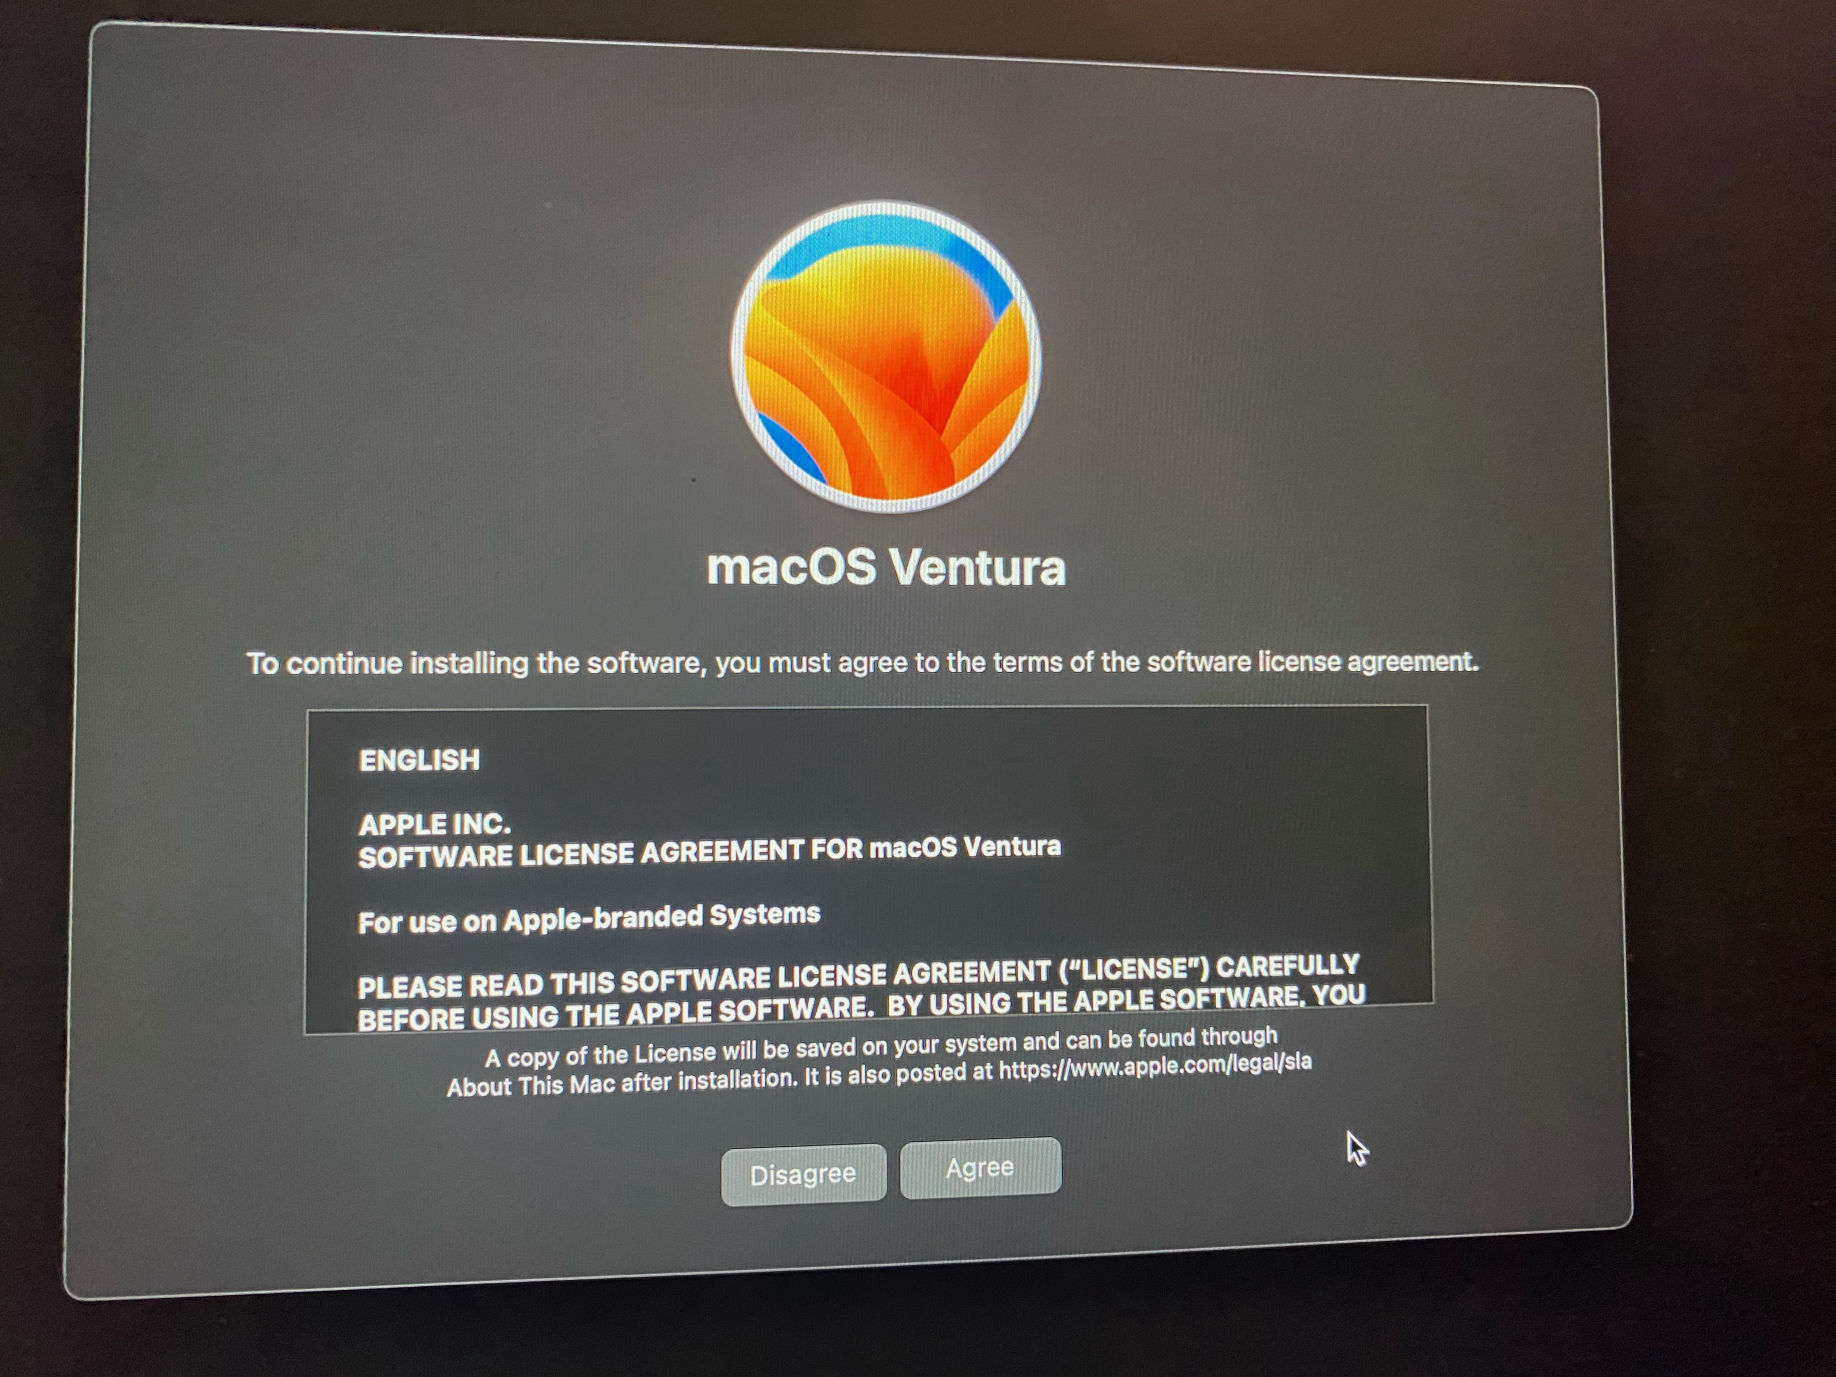 macOS Ventura
To continue installing the software, you must agree to the terms of the software license agreement.
ENGLISH
APPLE INC.
SOFTWARE LICENSE AGREEMENT FOR macOS Ventura
For use on Apple-branded Systems
PLEASE READ THIS SOFTWARE LICENSE AGREEMENT (“LICENSE”) CAREFULLY
BEFORE USING THE APPLE SOFTWARE.  BY USING THE APPLE SOFTWARE, YOU
A copy of the License will be saved on your system and can be found through
About This Mac after installation. It is also posted at https://www.apple.com/legal/sla
Disagree Agree